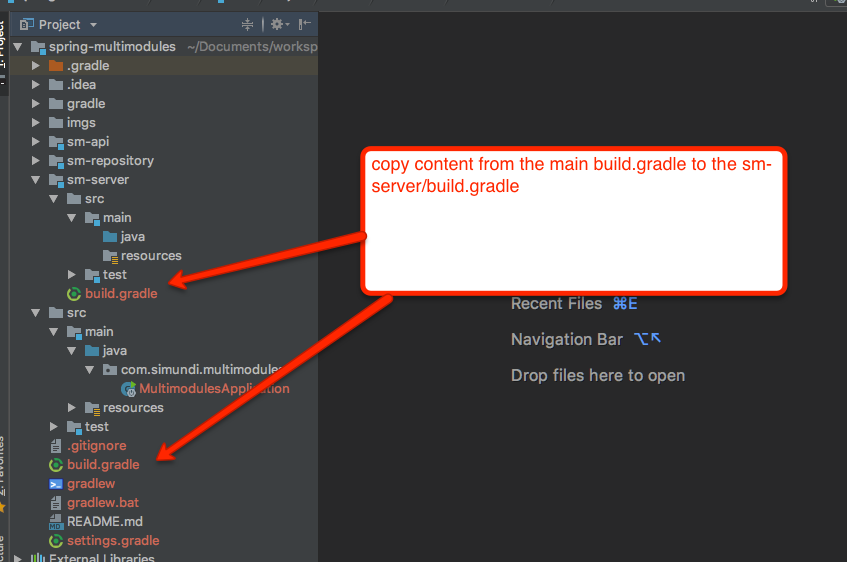 Project
1: Project
spring-multimodules ~/Documents/worksp
.gradle
.idea
gradle
imgs
sm-api
sm-repository
sm-server
src
main
java
resources
test
build.gradle
src
main
java
com.simundi.multimodules
MultimodulesApplication
resources
test
.gitignore
build.gradle
gradlew
gradlew.bat
README.md
settings.gradle
External Libraries
2: Favorites
copy content from the main build.gradle to the sm-
server/build.gradle
Recent Files ⌘E
Navigation Bar ⌥↖
Drop files here to open